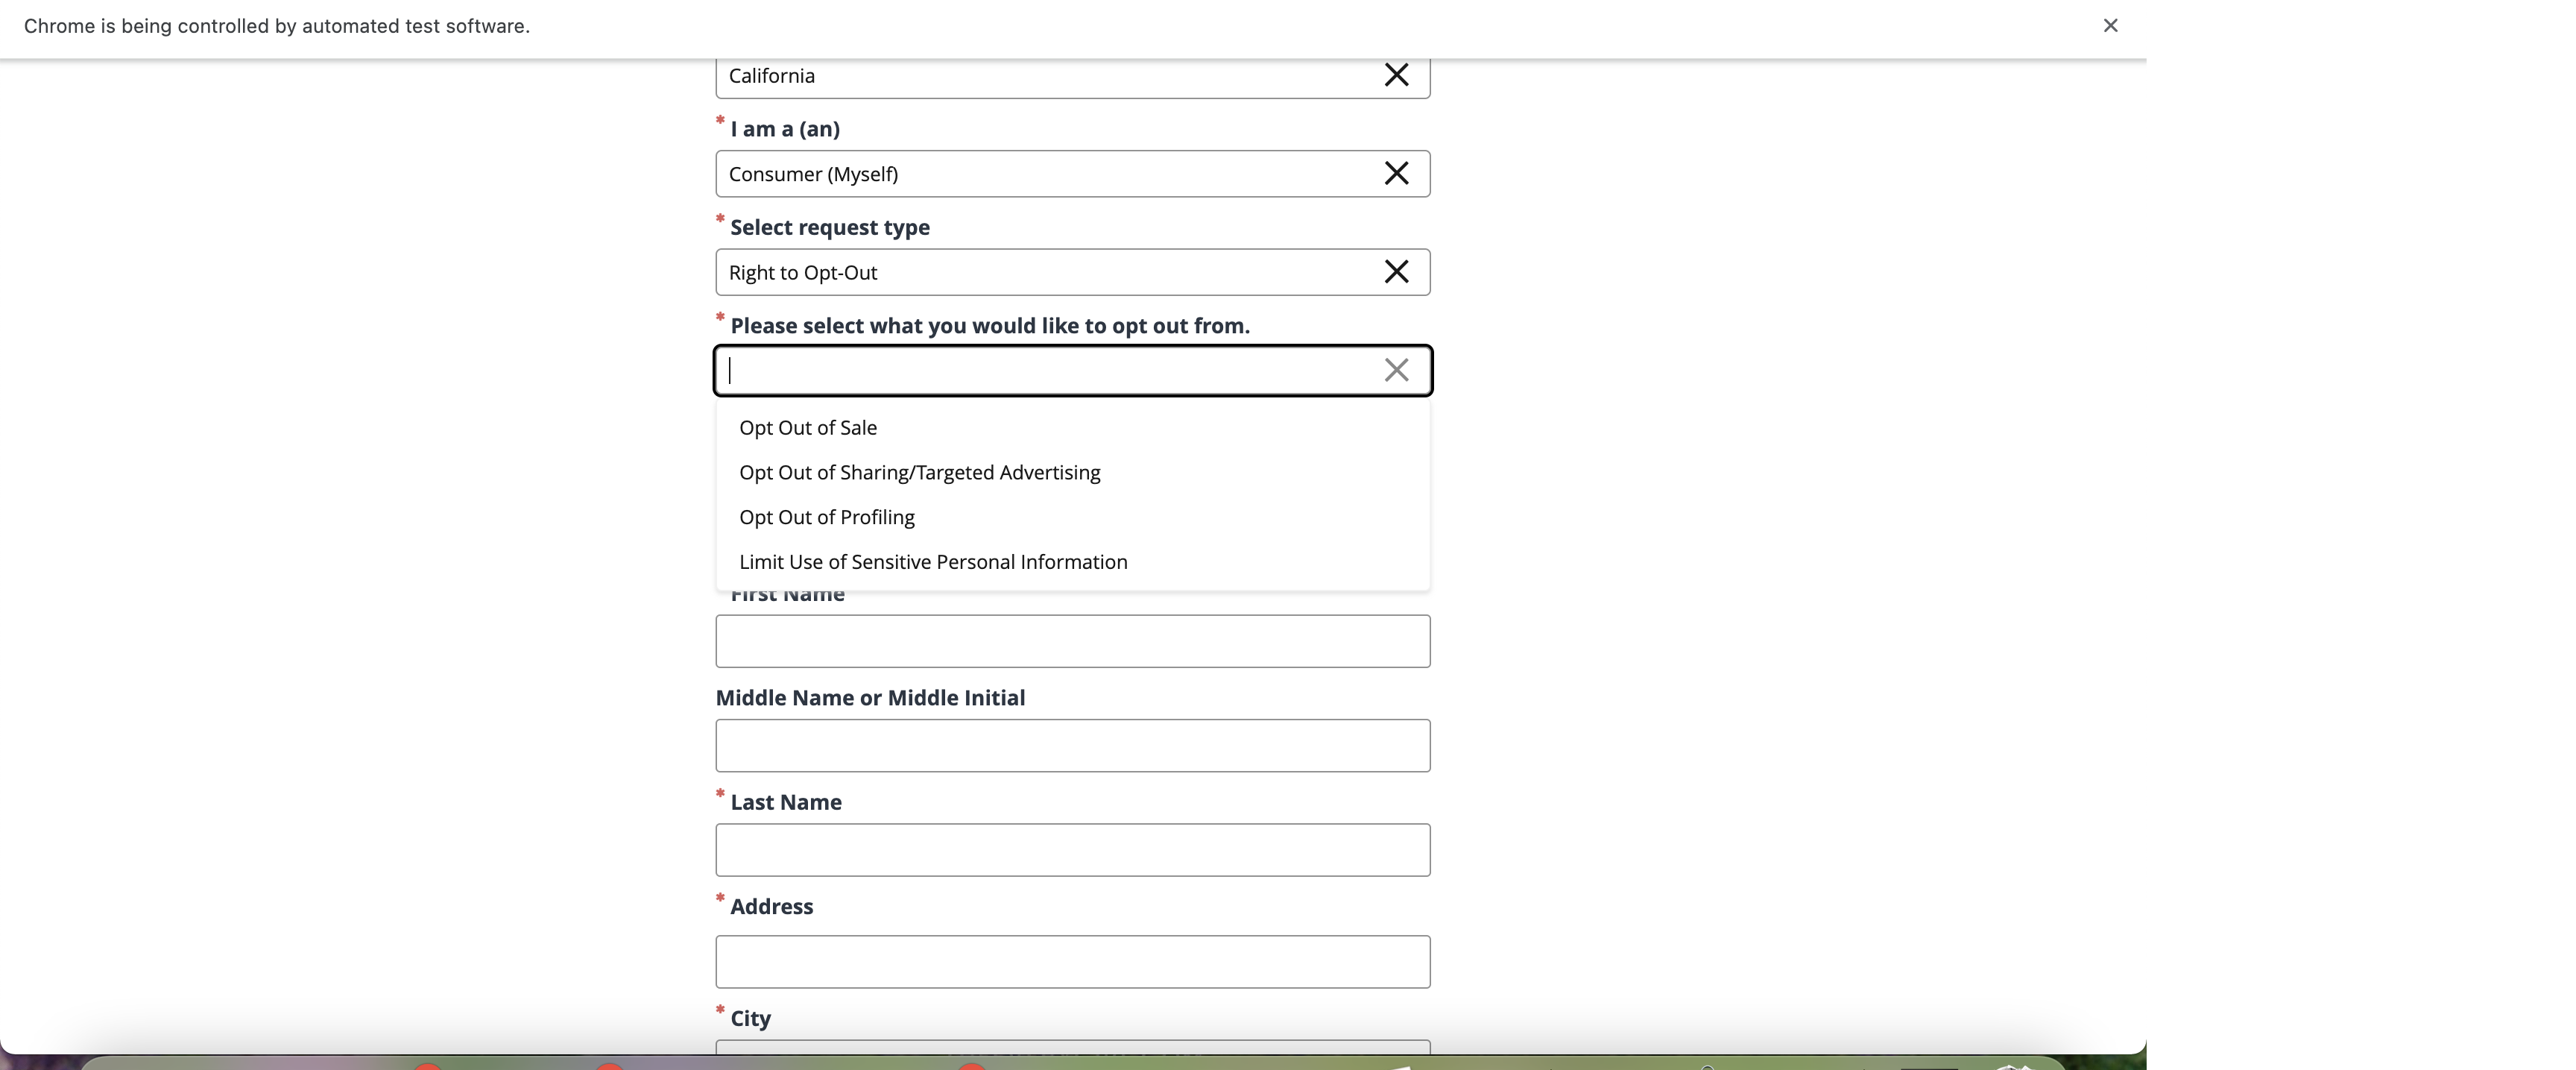 Chrome is being controlled by automated test software.
California
* I am a (an)
Consumer (Myself)
* Select request type
Right to Opt-Out
* Please select what you would like to opt out from.
Opt Out of Sale
Opt Out of Sharing/Targeted Advertising
Opt Out of Profiling
Limit Use of Sensitive Personal Information
First Name
Middle Name or Middle Initial
* Last Name
* Address
* City